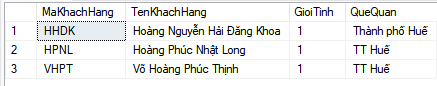 MaKhachHang TenKhachHang GioiTinh QueQuan
1 HHDK Hoàng Nguyễn Hải Đăng Khoa 1 Thành phố Huế
2 HPNL Hoàng Phúc Nhật Long 1 TT Huế
3 VHPT Võ Hoàng Phúc Thịnh 1 TT Huế